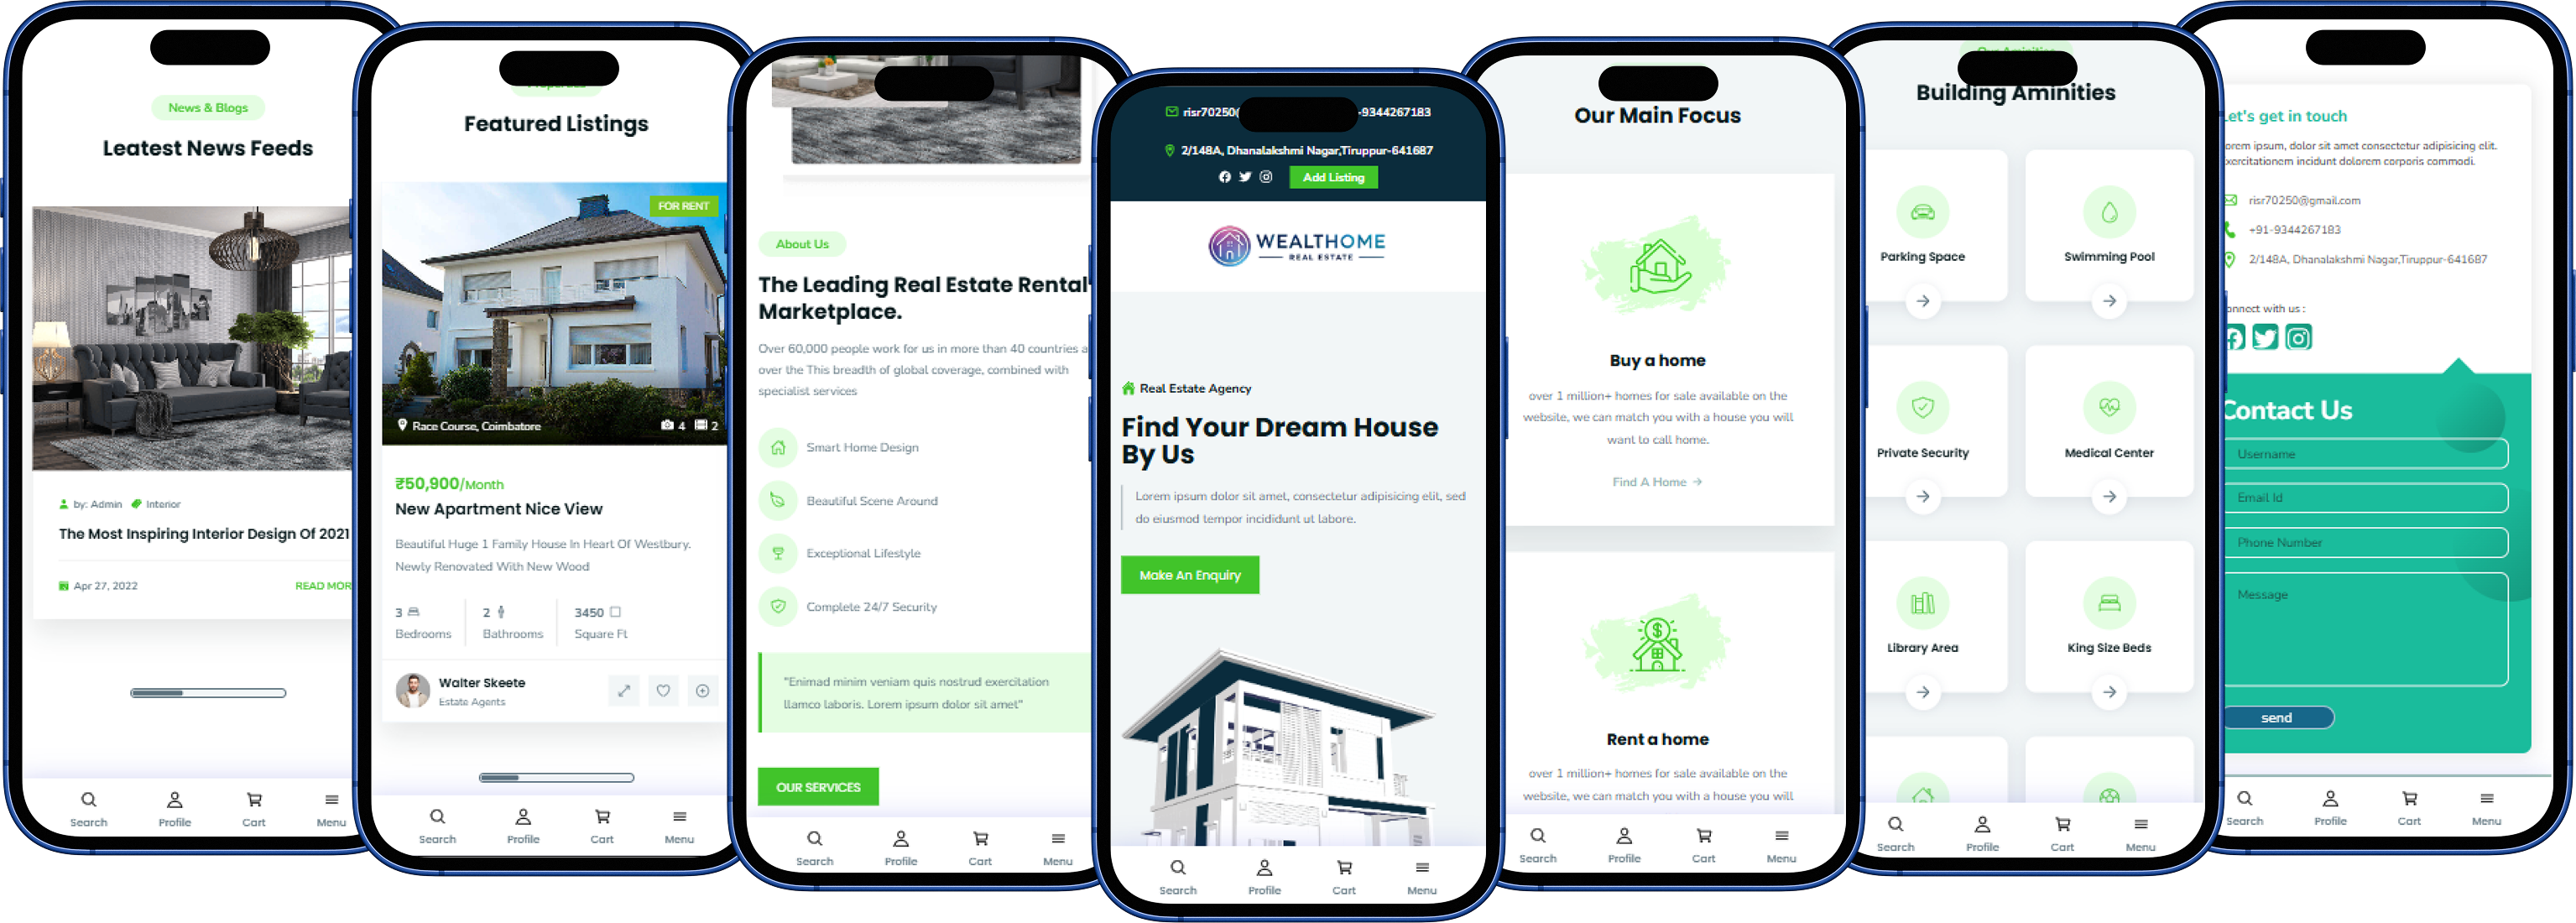 News & Blogs
Leatest News Feeds
by: Admin Interior
The Most Inspiring Interior Design Of 2021
Apr 27, 2022 READ MOR
Search Profile Cart Menu
Featured Listings
FOR RENT
Race Course, Coimbatore 4 2
₹50,900/Month
New Apartment Nice View
Beautiful Huge 1 Family House In Heart Of Westbury.
Newly Renovated With New Wood
3 2 3450
Bedrooms Bathrooms Square Ft
Walter Skeete
Estate Agents
Search Profile Cart Menu
About Us
The Leading Real Estate Rental
Marketplace.
Over 60,000 people work for us in more than 40 countries a
over the This breadth of global coverage, combined with
specialist services
Smart Home Design
Beautiful Scene Around
Exceptional Lifestyle
Complete 24/7 Security
"Enimad minim veniam quis nostrud exercitation
llamco laboris. Lorem ipsum dolor sit amet"
OUR SERVICES
Search Profile Cart Menu
risr70250( -9344267183
2/148A, Dhanalakshmi Nagar,Tiruppur-641687
Add Listing
WEALTHOME
REAL ESTATE
Real Estate Agency
Find Your Dream House
By Us
Lorem ipsum dolor sit amet, consectetur adipisicing elit, sed
do eiusmod tempor incididunt ut labore.
Make An Enquiry
Search Profile Cart Menu
Our Main Focus
Buy a home
over 1 million+ homes for sale available on the
website, we can match you with a house you will
want to call home.
Find A Home →
Rent a home
over 1 million+ homes for sale available on the
website, we can match you with a house you will
Search Profile Cart Menu
Building Aminities
Parking Space Swimming Pool
Private Security Medical Center
Library Area King Size Beds
Search Profile Cart Menu
Let's get in touch
orem ipsum, dolor sit amet consectetur adipisicing elit.
xercitationem incidunt dolorem corporis commodi.
risr70250@gmail.com
+91-9344267183
2/148A, Dhanalakshmi Nagar,Tiruppur-641687
onnect with us :
Contact Us
Username
Email Id
Phone Number
Message
send
Search Profile Cart Menu